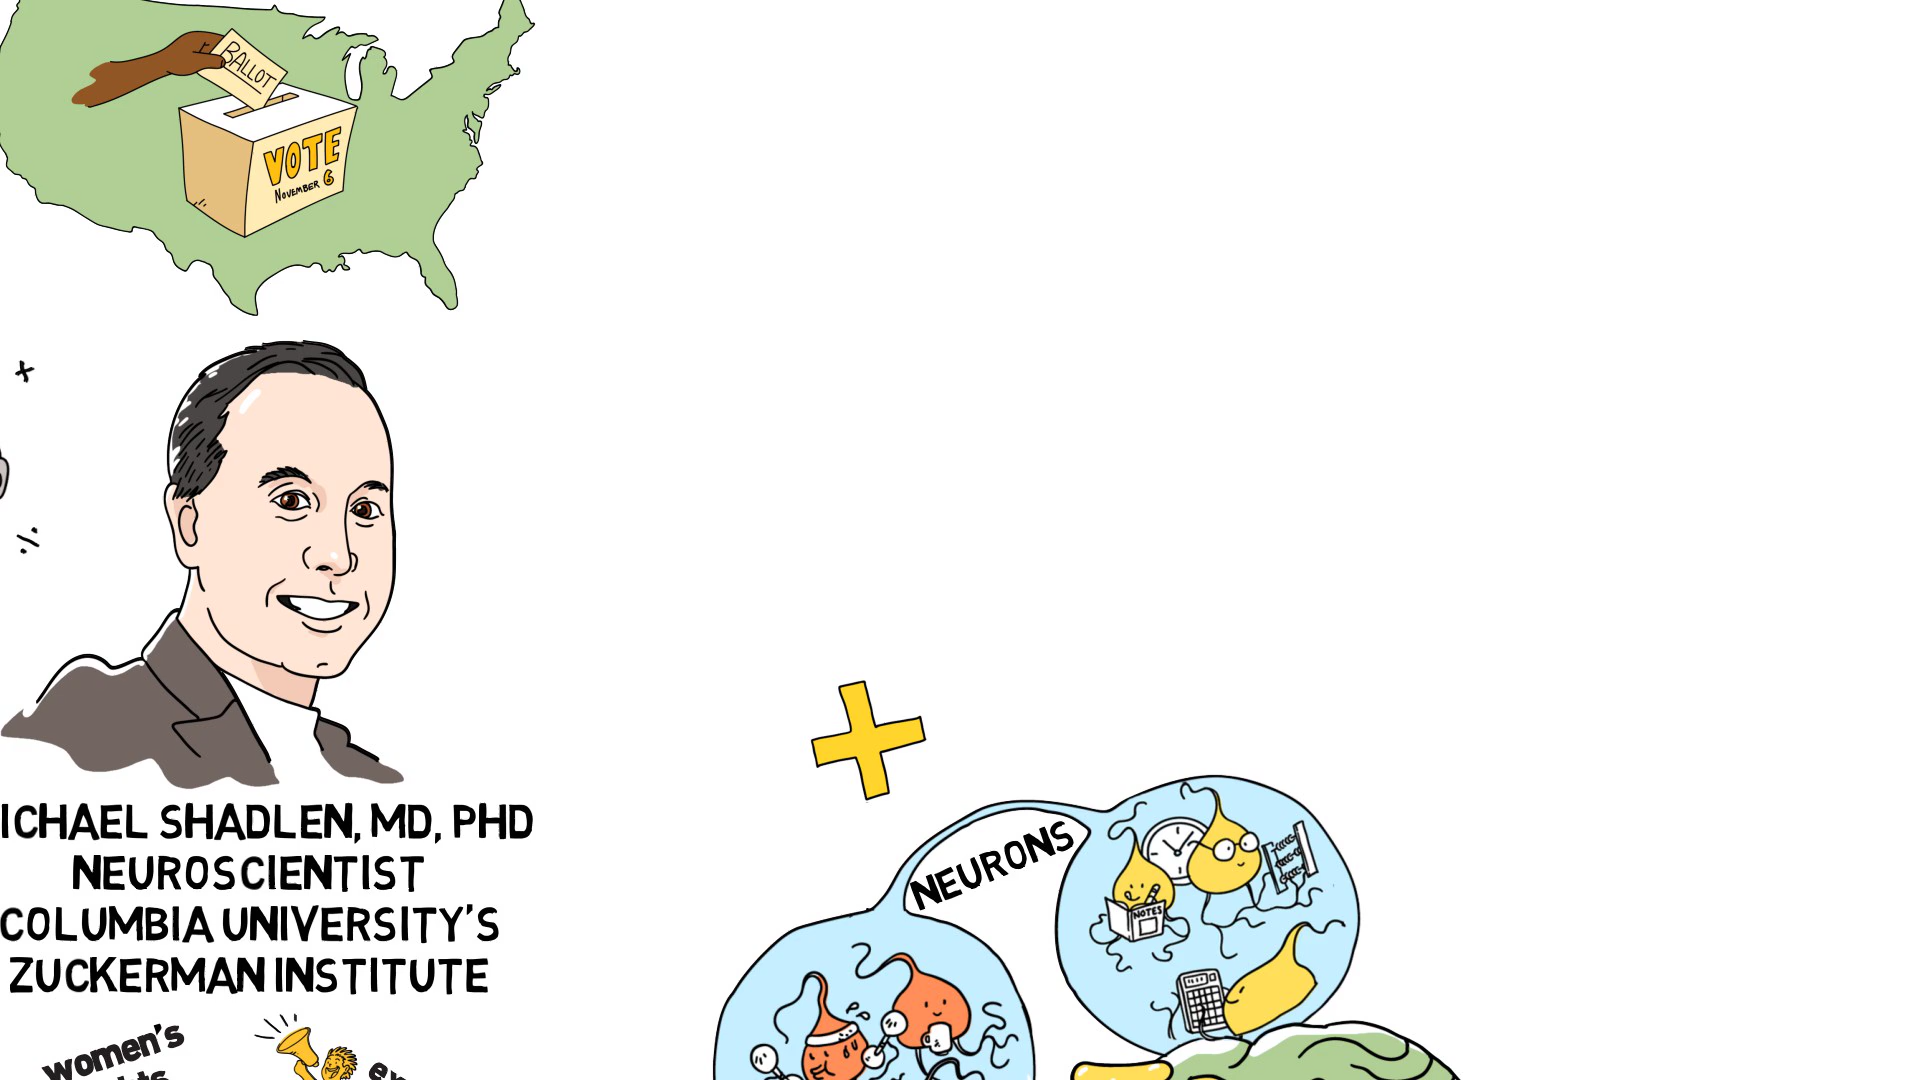 BALLOT
VOTE
NOVEMBER 6
ICHAEL SHADLEN, MD, PHD
NEUROSCIENTIST
COLUMBIA UNIVERSITY'S
ZUCKERMAN INSTITUTE
women's
NEURONS
NOTES